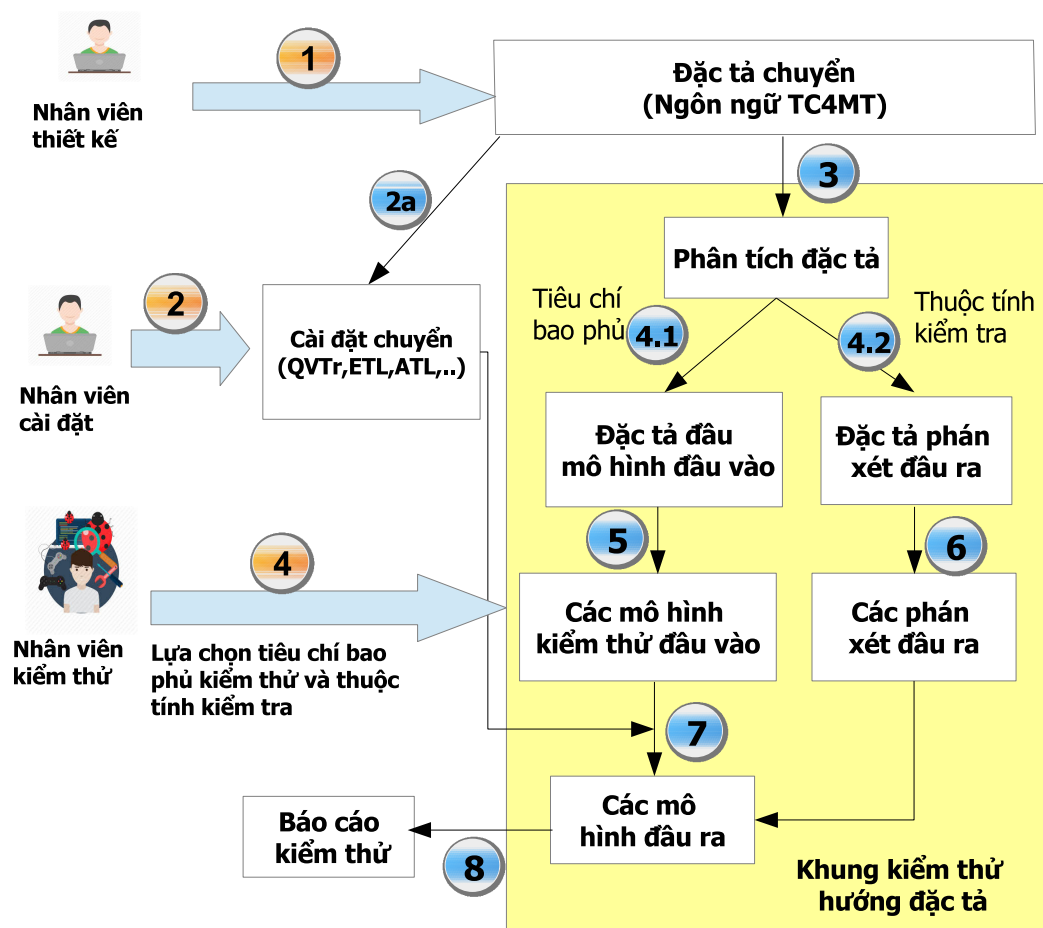 1
Đặc tả chuyển
(Ngôn ngữ TC4MT)
Nhân viên
thiết kế
2a
3
Phân tích đặc tả
2
Cài đặt chuyển
(QVTr,ETL,ATL,..)
Nhân viên
cài đặt
Tiêu chí
bao phủ
4.1
Thuộc tính
kiểm tra
4.2
Đặc tả đầu
mô hình đầu vào
Đặc tả phán
xét đầu ra
5
6
4
Nhân viên
kiểm thử
Lựa chọn tiêu chí bao
phủ kiểm thử và thuộc
tính kiểm tra
Các mô hình
kiểm thử đầu vào
Các phán
xét đầu ra
7
Các mô
hình đầu ra
Báo cáo
kiểm thử
8
Khung kiểm thử
hướng đặc tả